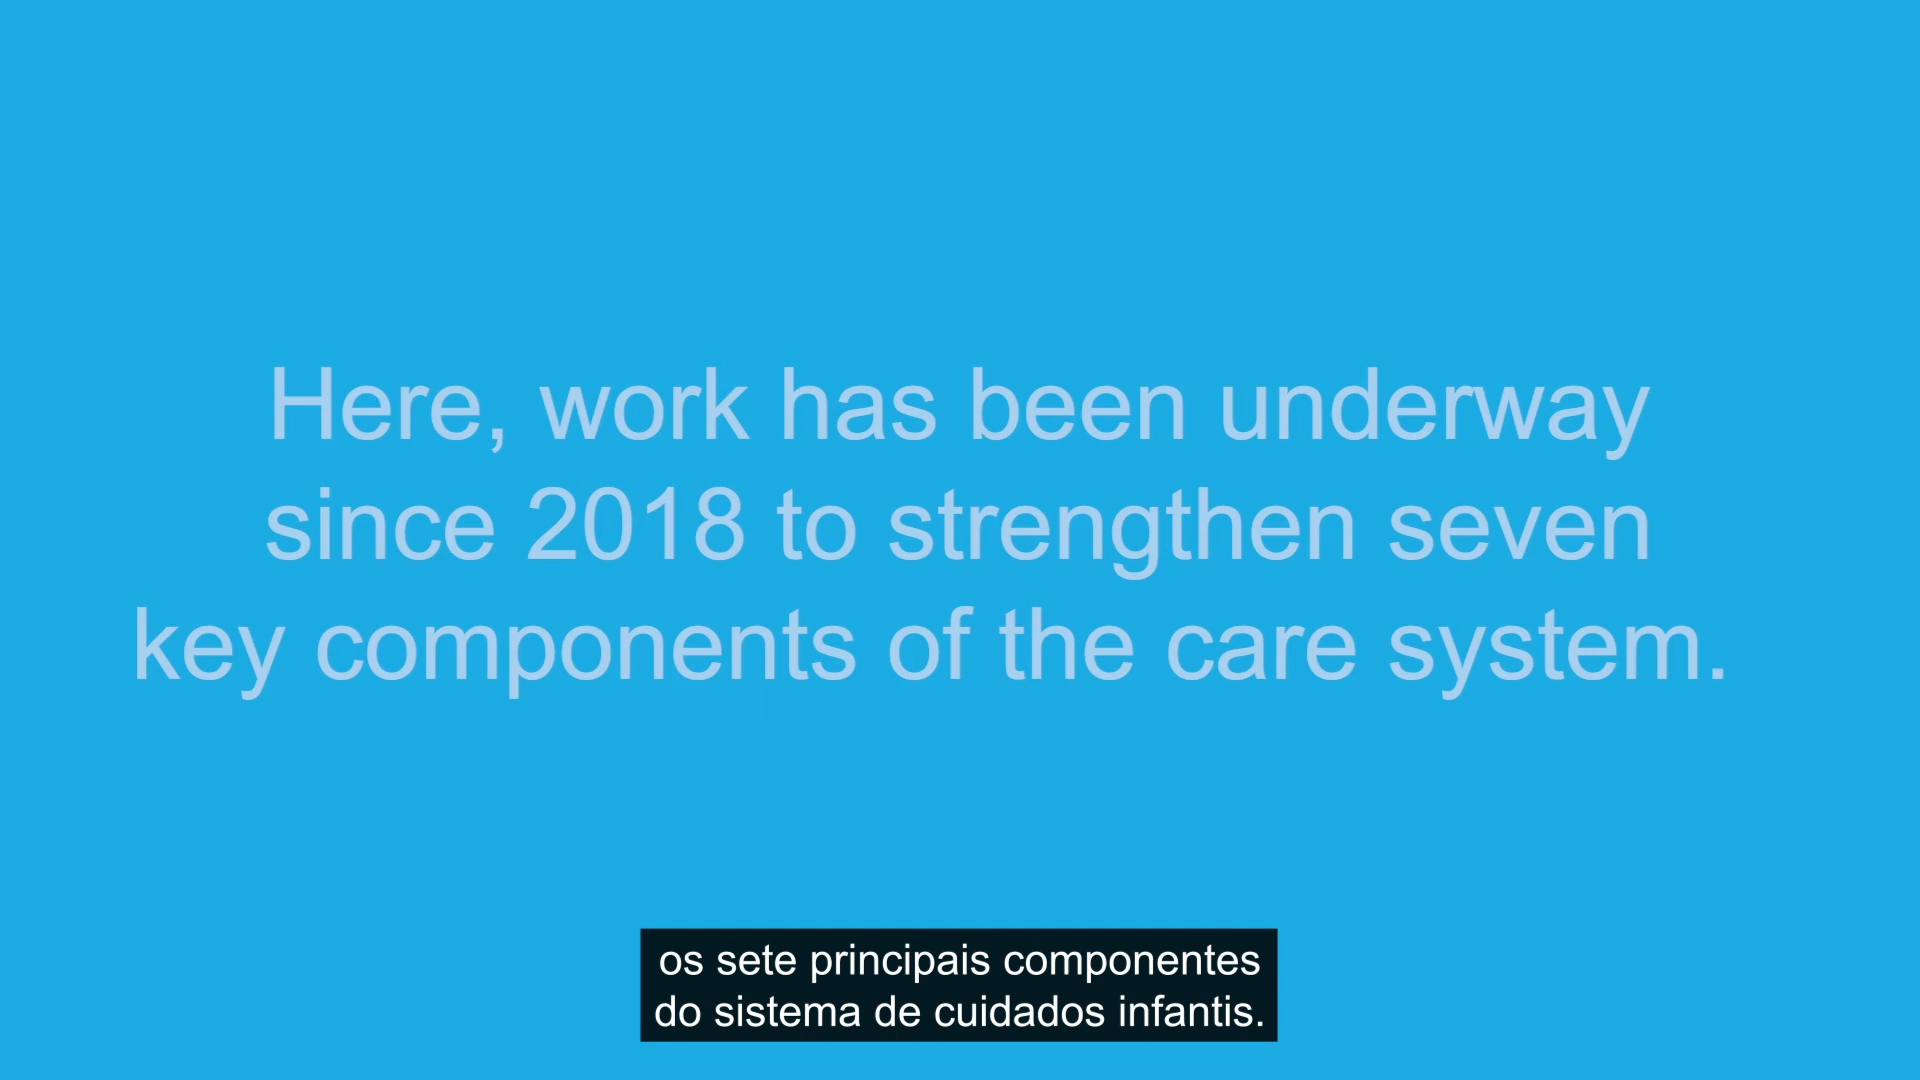 Here, work has been underway
since 2018 to strengthen seven
key components of the care system.
os sete principais componentes
do sistema de cuidados infantis.